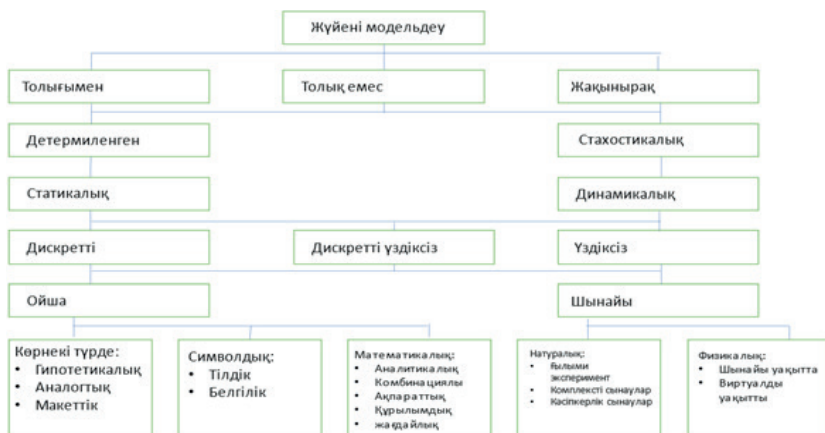 Жүйені модельдеу
Толығымен
Толық емес
Жақынырақ
Детермиленген
Стахостикалық
Статикалық
Динамикалық
Дискретті
Дискретті үздіксіз
Үздіксіз
Ойша
Шынайы
Көрнекі түрде:
• Гипотетикалық
• Аналогтық
• Макеттік
Символдық:
• Тілдік
• Белгілік
Математикалық:
• Аналитикалық
• Комбинациялы
• Ақпараттық
• Құрылымдық
• жағдайлық
Натуралық:
• Ғылыми
эксперимент
• Комплексті сынаулар
• Кәсіпкерлік сынаулар
Физикалық:
• Шынайы уақытта
• Виртуалды
уақытты